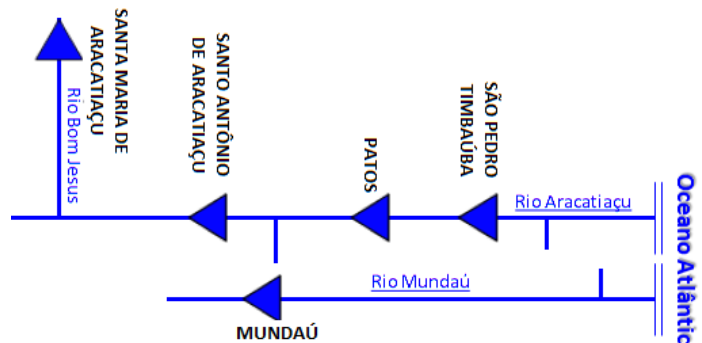 SANTA MARIA DE
ARACATIAÇU
Rio Bom Jesus
SANTO ANTÔNIO
DE ARACATIAÇU
PATOS
SÃO PEDRO
TIMBAÚBA
Rio Aracatiaçu
Oceano Atlântic
Rio Mundaú
MUNDAÚ